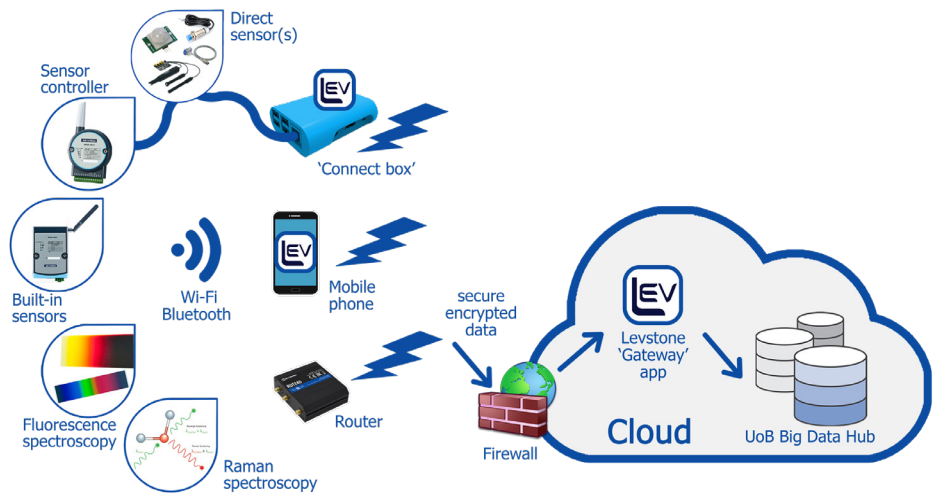 Direct
sensor(s)
Sensor
controller
LEV
'Connect box'
Built-in
sensors
Wi-Fi
Bluetooth
LEV
Mobile
phone
secure
encrypted
data
LEV
Levstone
'Gateway'
app
Fluorescence
spectroscopy
Raman
spectroscopy
Router
Firewall
Cloud
UoB Big Data Hub